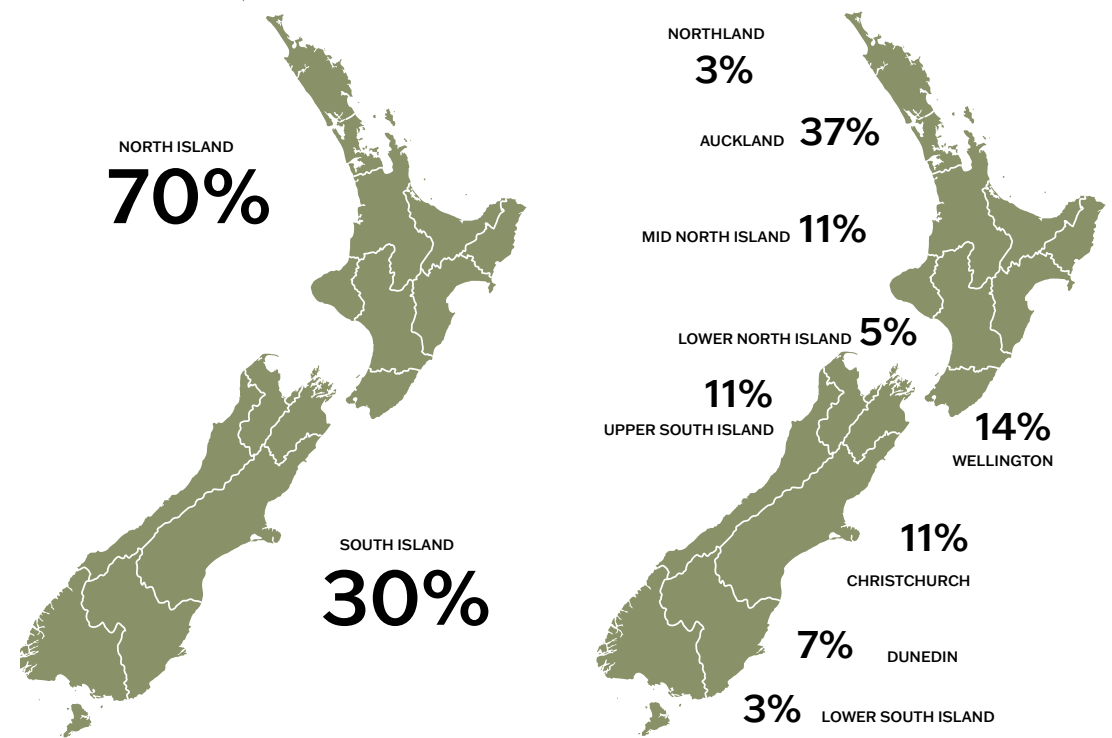 NORTH ISLAND
70%
SOUTH ISLAND
30%
NORTHLAND
3%
AUCKLAND 37%
MID NORTH ISLAND 11%
LOWER NORTH ISLAND 5%
11%
UPPER SOUTH ISLAND
14%
WELLINGTON
11%
CHRISTCHURCH
7% DUNEDIN
3% LOWER SOUTH ISLAND